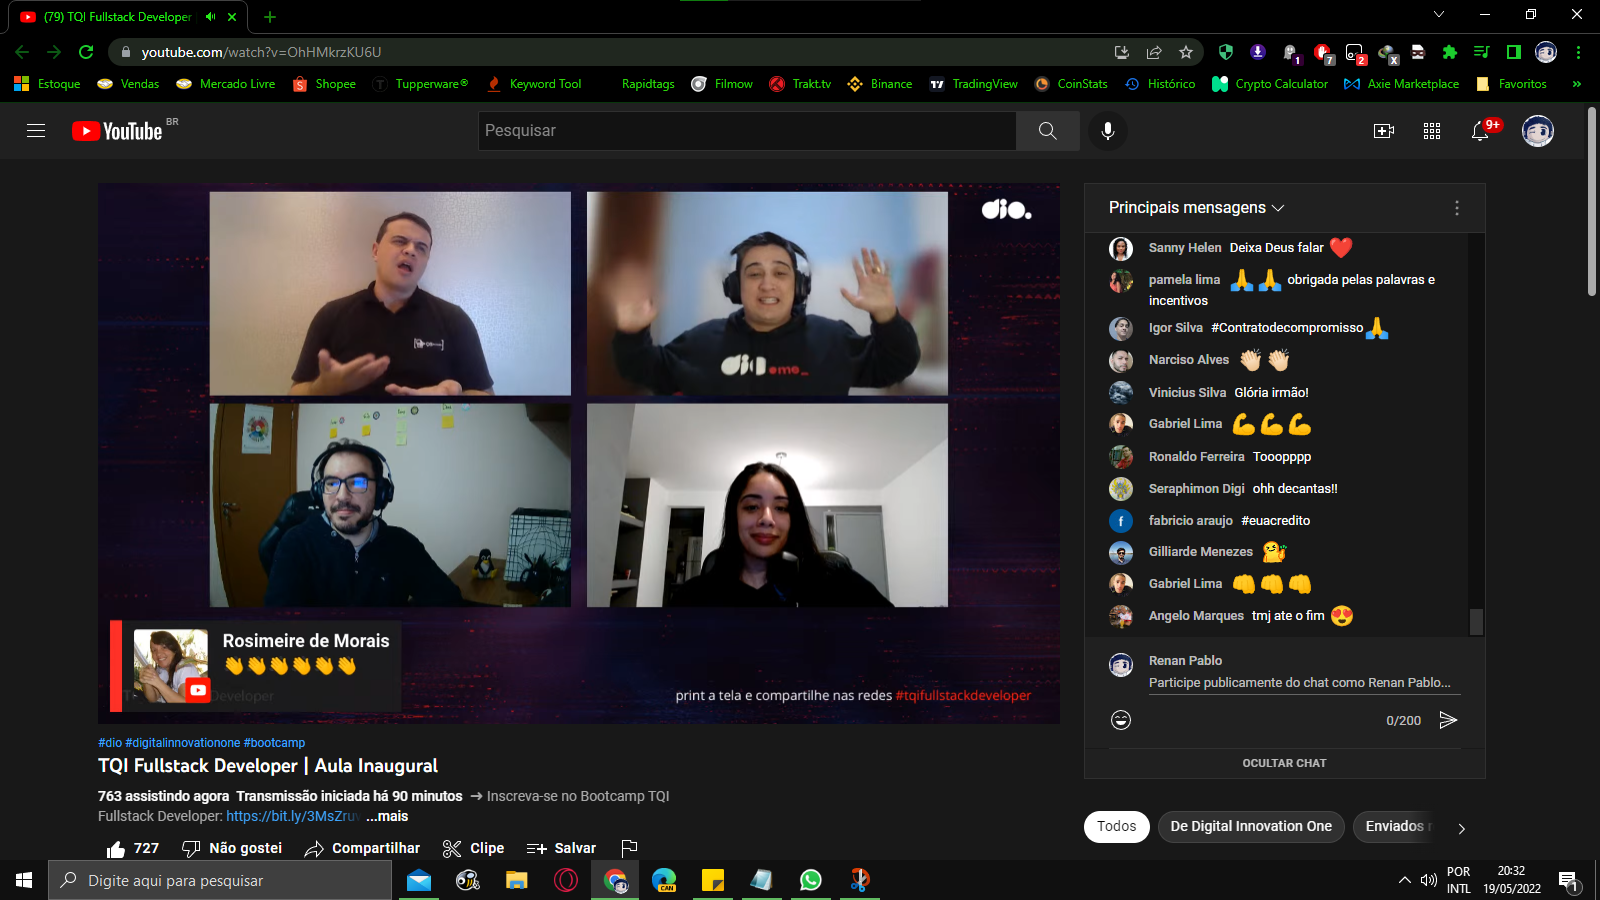 (79) TQI Fullstack Developer
youtube.com/watch?v=OhHMkrzKU6U
1
7
2
X
Estoque
Vendas
Mercado Livre
Shopee
Tupperware®
Keyword Tool
Rapidtags
Filmow
Trakt.tv
Binance
TradingView
CoinStats
Histórico
Crypto Calculator
Axie Marketplace
Favoritos
»
YouTube BR
Pesquisar
9+
dio.
dio
Rosimeire de Morais
Developer
print a tela e compartilhe nas redes #tqifullstackdeveloper
Principais mensagens
Sanny Helen Deixa Deus falar ❤️
pamela lima 🙏🙏 obrigada pelas palavras e
incentivos
Igor Silva #Contratodecompromisso🙏
Narciso Alves 👏🏻👏🏻
Vinicius Silva Glória irmão!
Gabriel Lima 💪💪💪
Ronaldo Ferreira Tooopppp
Seraphimon Digi ohh decantas!!
f fabricio araujo #euacredito
Gilliarde Menezes
Gabriel Lima 👊👊👊
Angelo Marques tmj ate o fim 😍
Renan Pablo
Participe publicamente do chat como Renan Pablo...
0/200
OCULTAR CHAT
#dio #digitalinnovationone #bootcamp
TQI Fullstack Developer | Aula Inaugural
763 assistindo agora Transmissão iniciada há 90 minutos → Inscreva-se no Bootcamp TQI
Fullstack Developer: https://bit.ly/3MsZruv ...mais
727
Não gostei
Compartilhar
Clipe
Salvar
Todos
De Digital Innovation One
Enviados
Digite aqui para pesquisar
CAN
POR
INTL
20:32
19/05/2022
1